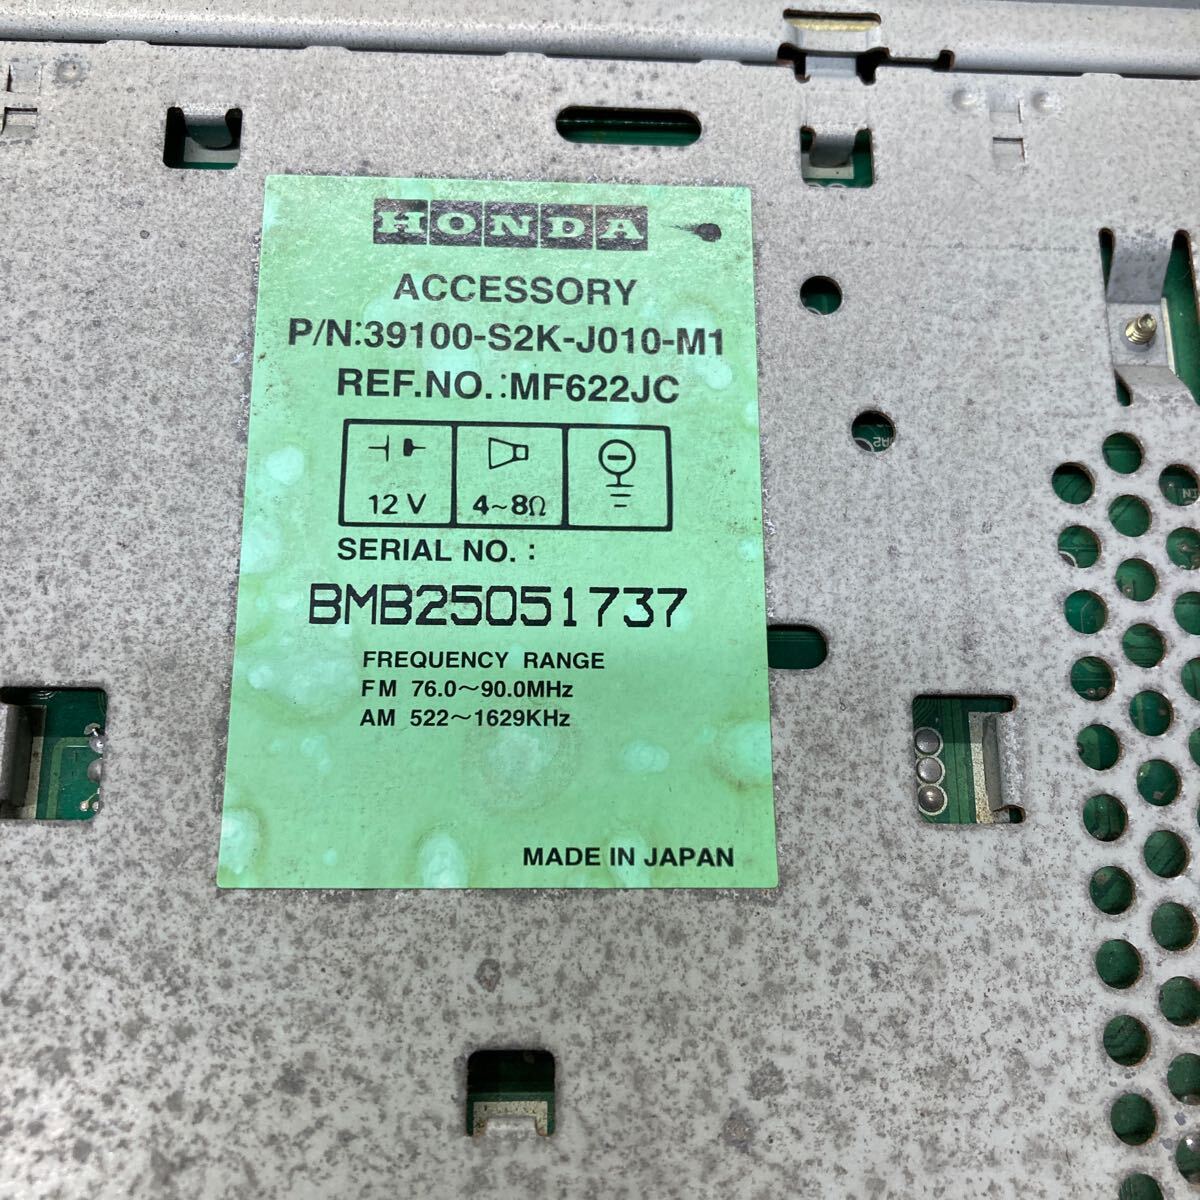 HONDA
ACCESSORY
P/N:39100-S2K-J010-M1
REF.NO.:MF622JC
12V 4~8Ω
SERIAL NO. :
BMB25051737
FREQUENCY RANGE
FM 76.0~90.0MHz
AM 522~1629KHz
MADE IN JAPAN